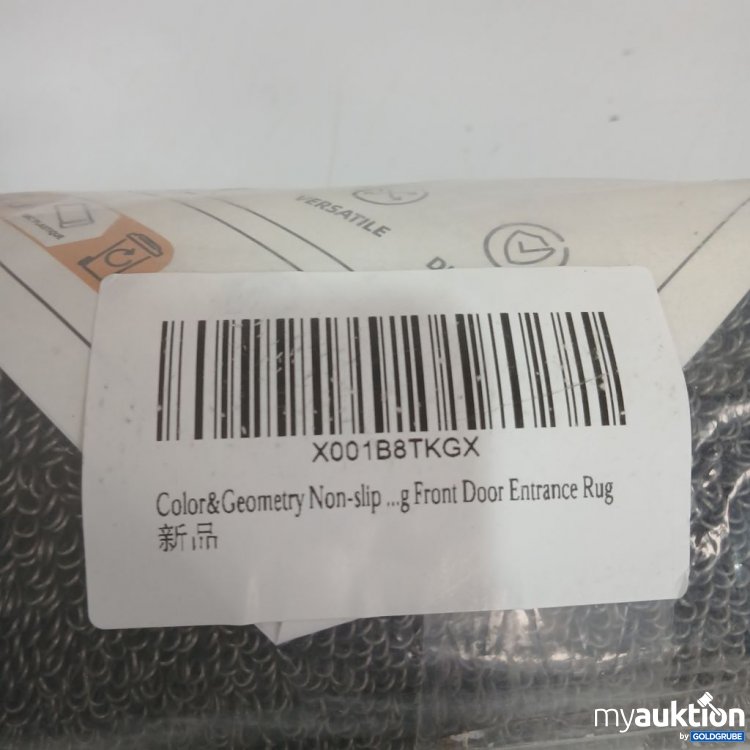 VERSATILE
X001B8TKGX
Color&Geometry Non-slip ...g Front Door Entrance Rug
新品
myauktion
by GOLDGRUBE